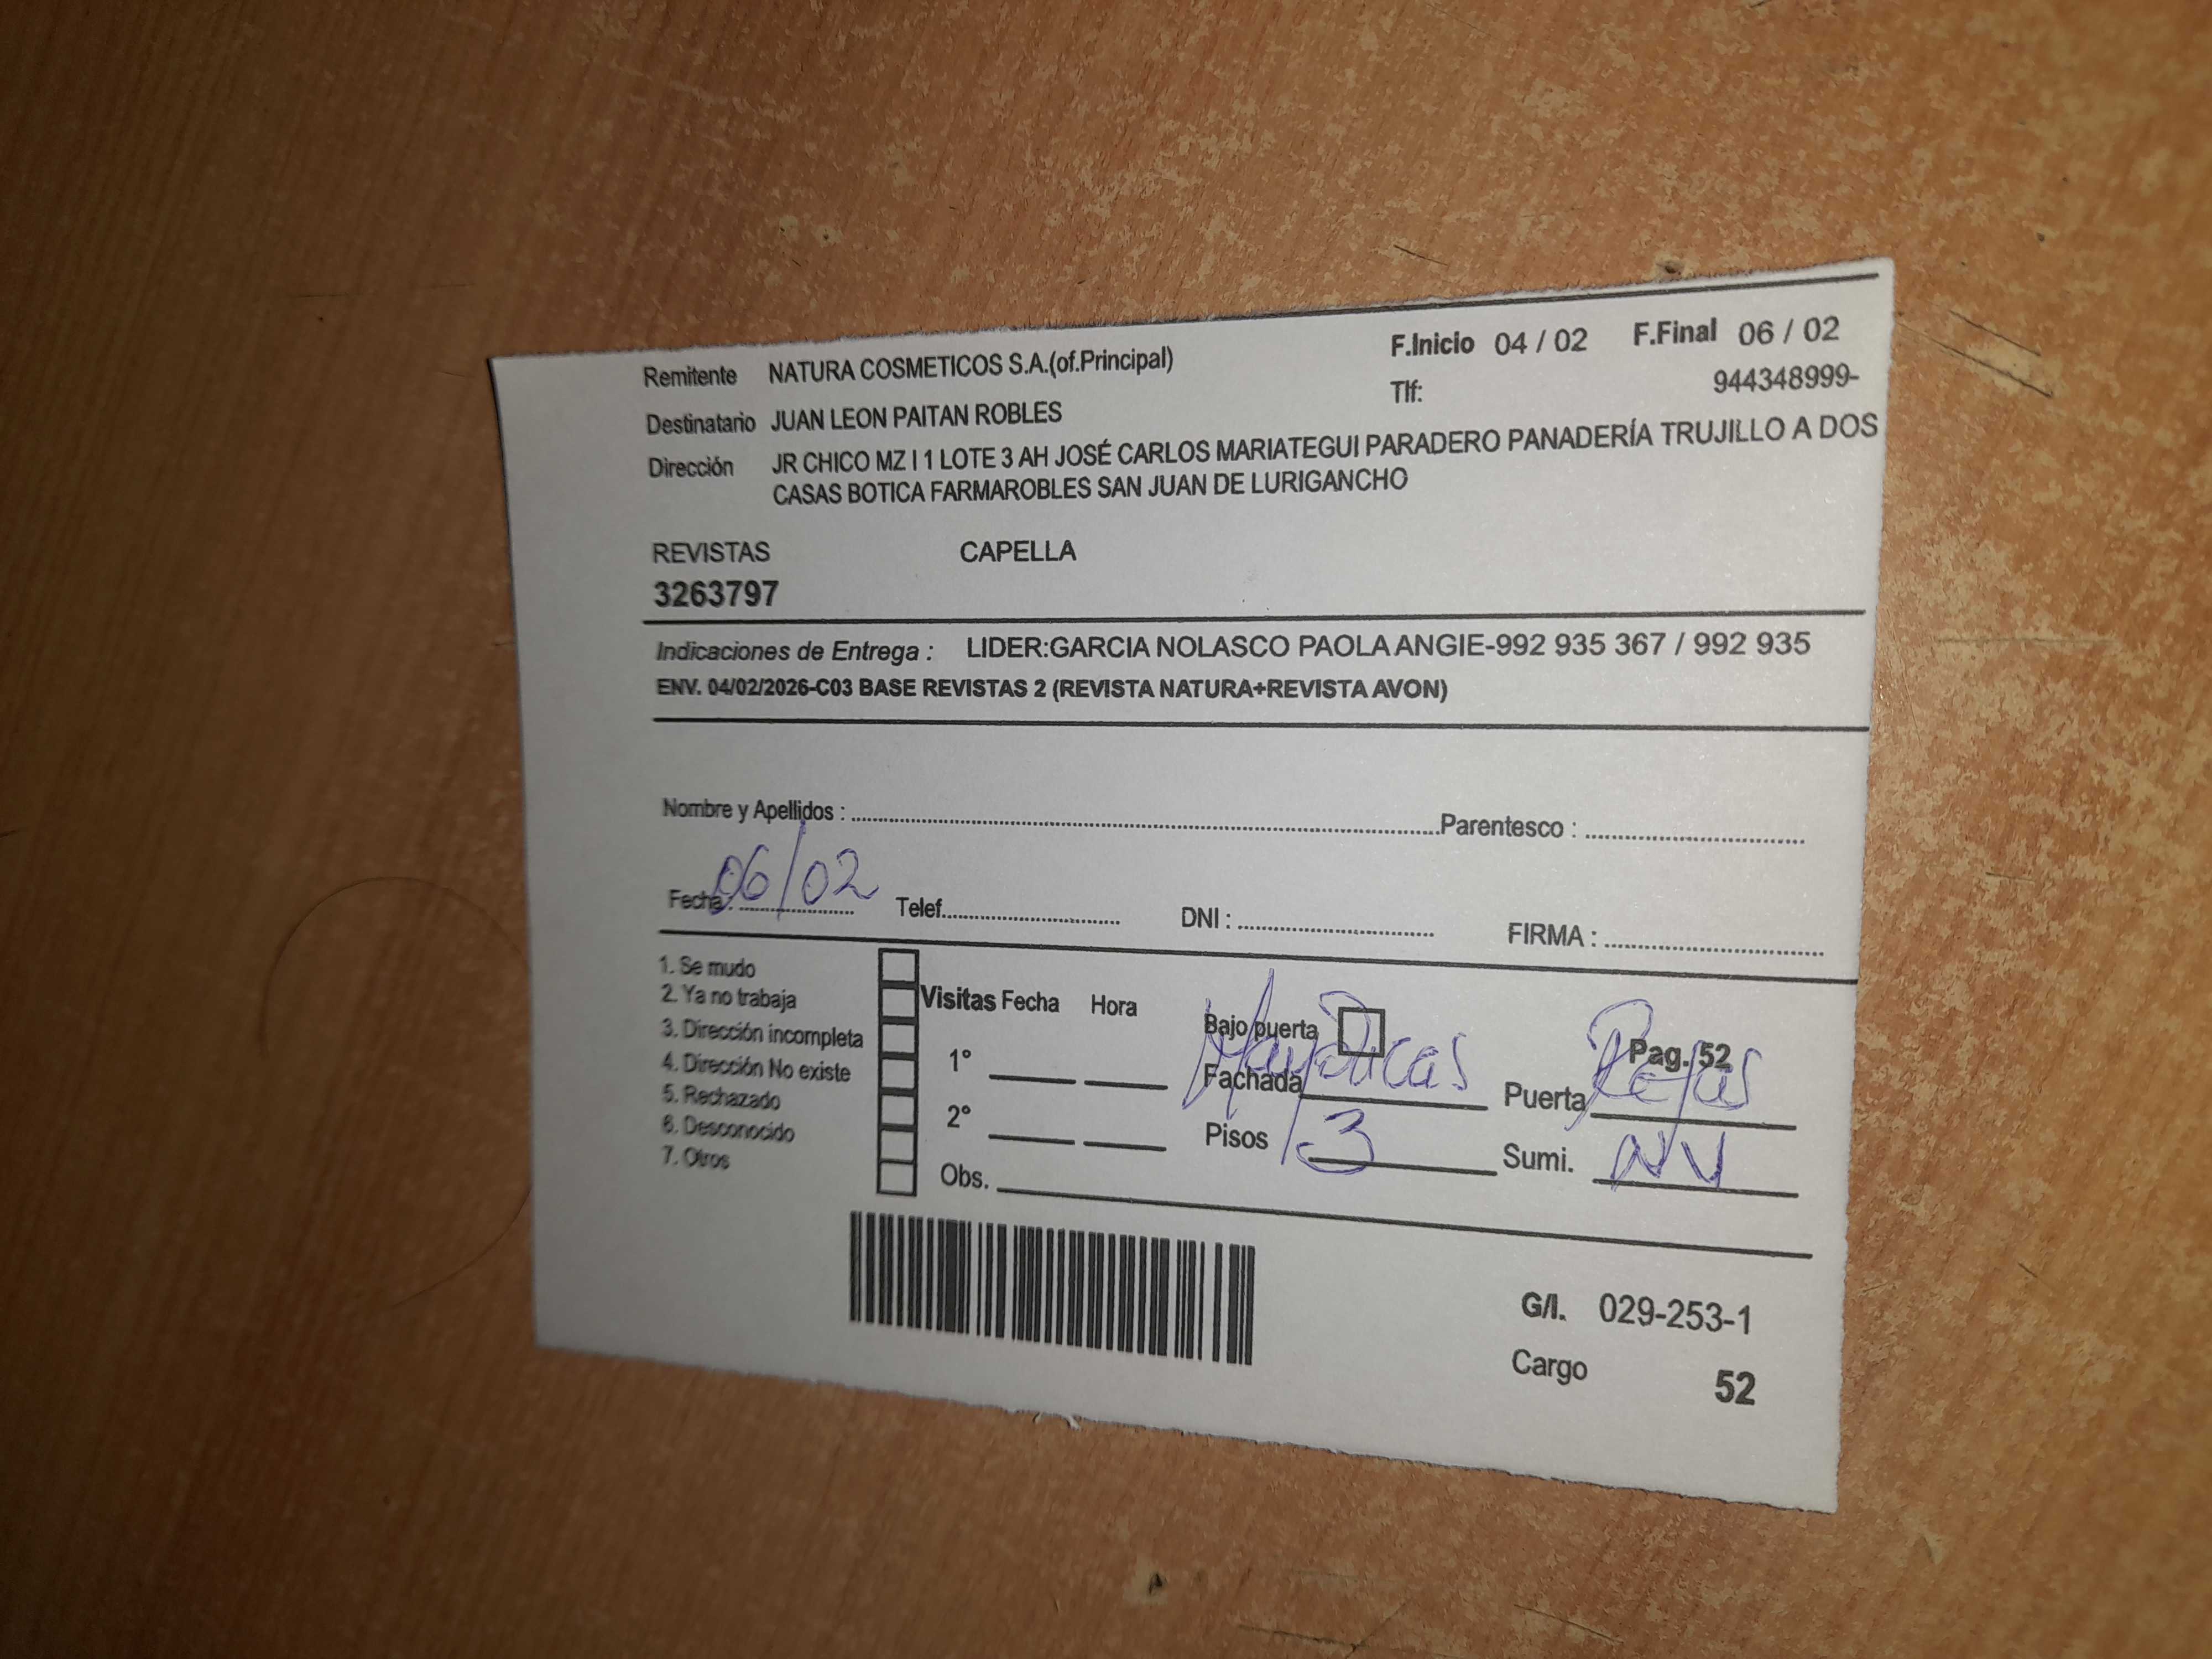 F.Inicio 04 / 02 F.Final 06 / 02
Remitente NATURA COSMETICOS S.A.(of.Principal)
Tlf: 944348999-
Destinatario JUAN LEON PAITAN ROBLES
Dirección JR CHICO MZ I 1 LOTE 3 AH JOSÉ CARLOS MARIATEGUI PARADERO PANADERÍA TRUJILLO A DOS
CASAS BOTICA FARMAROBLES SAN JUAN DE LURIGANCHO
REVISTAS CAPELLA
3263797
Indicaciones de Entrega : LIDER:GARCIA NOLASCO PAOLA ANGIE-992 935 367 / 992 935
ENV. 04/02/2026-C03 BASE REVISTAS 2 (REVISTA NATURA+REVISTA AVON)
Nombre y Apellidos : Parentesco :
Fecha : 06/02 Telef. DNI : FIRMA :
1. Se mudo
2. Ya no trabaja
3. Dirección incompleta
4. Dirección No existe
5. Rechazado
6. Desconocido
7. Otros
Visitas Fecha Hora
1°
2°
Obs.
Bajo puerta
Pag. 52
Fachada Mayolicas Puerta Rejas
Pisos 3 Sumi. NV
G/I. 029-253-1
Cargo 52